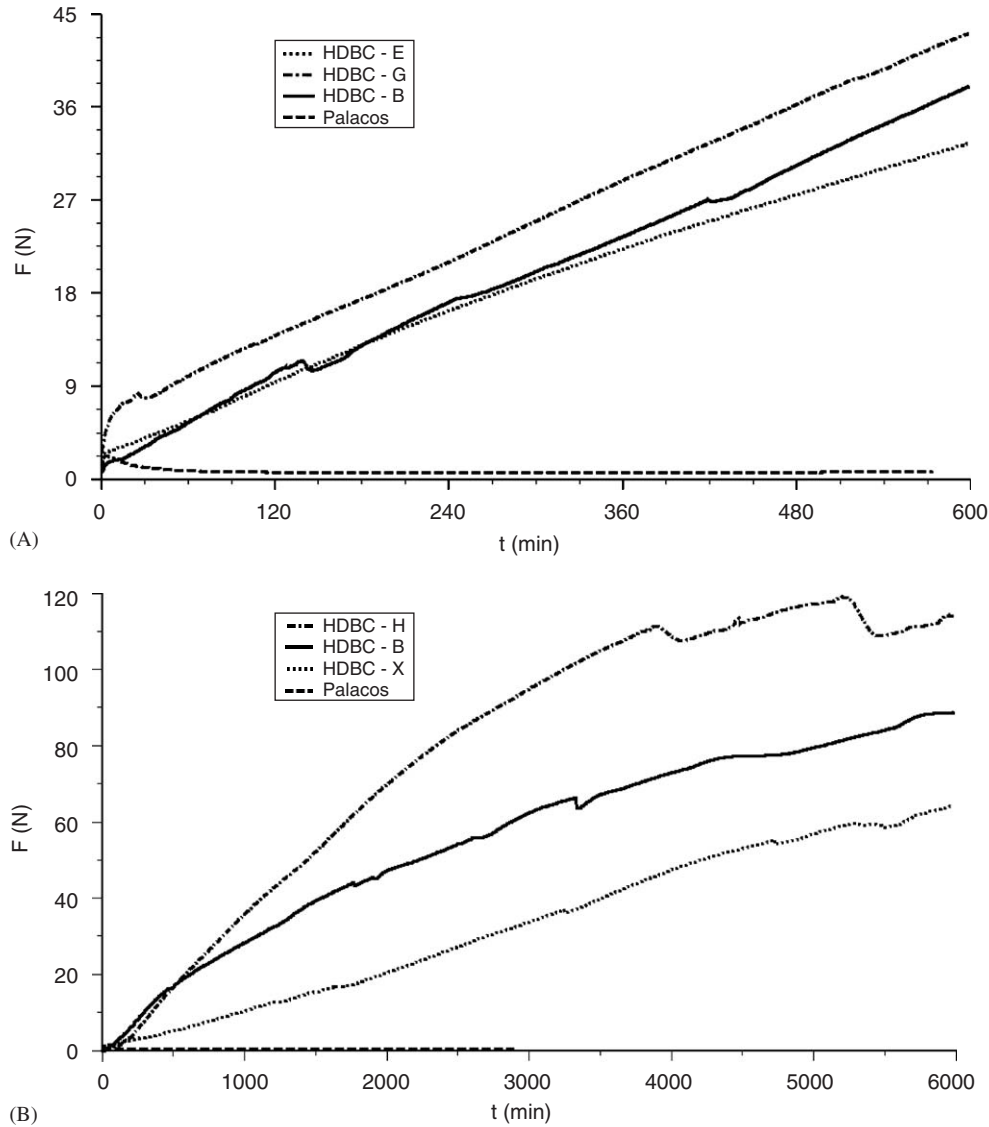 45
36
27
18
9
0
F (N)
HDBC - E
HDBC - G
HDBC - B
Palacos
0 120 240 360 480 600
t (min)
(A)
120
100
80
60
40
20
0
F (N)
HDBC - H
HDBC - B
HDBC - X
Palacos
0 1000 2000 3000 4000 5000 6000
t (min)
(B)